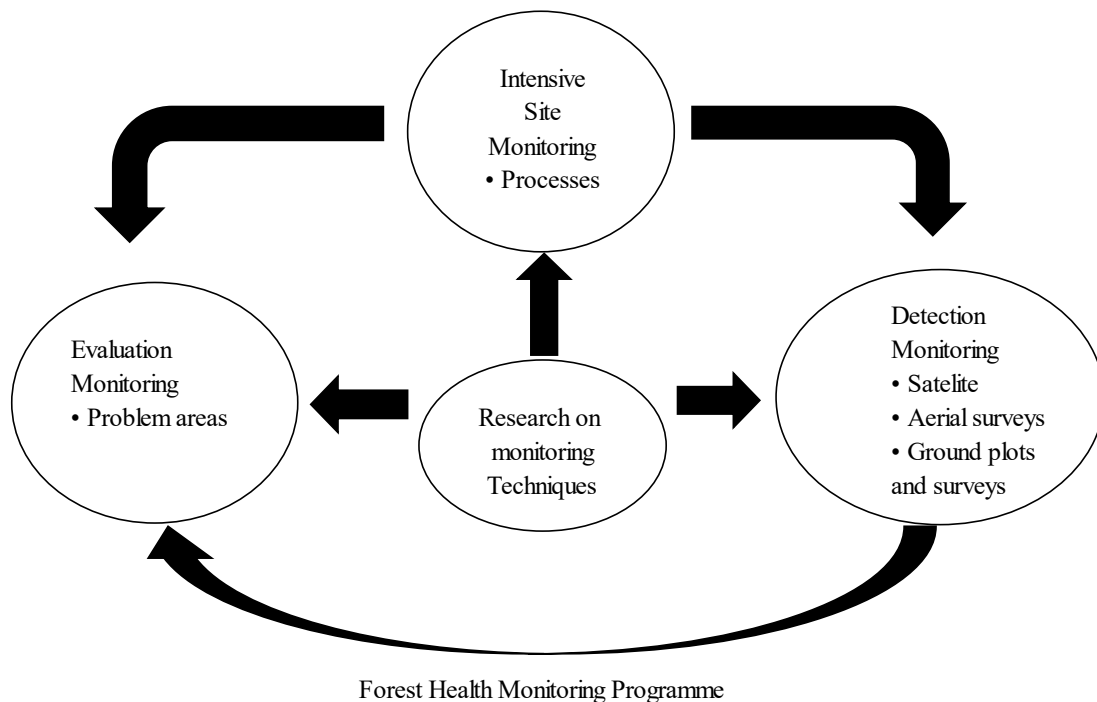 Intensive
Site
Monitoring
• Processes
Evaluation
Monitoring
• Problem areas
Research on
monitoring
Techniques
Detection
Monitoring
• Satelite
• Aerial surveys
• Ground plots
and surveys
Forest Health Monitoring Programme